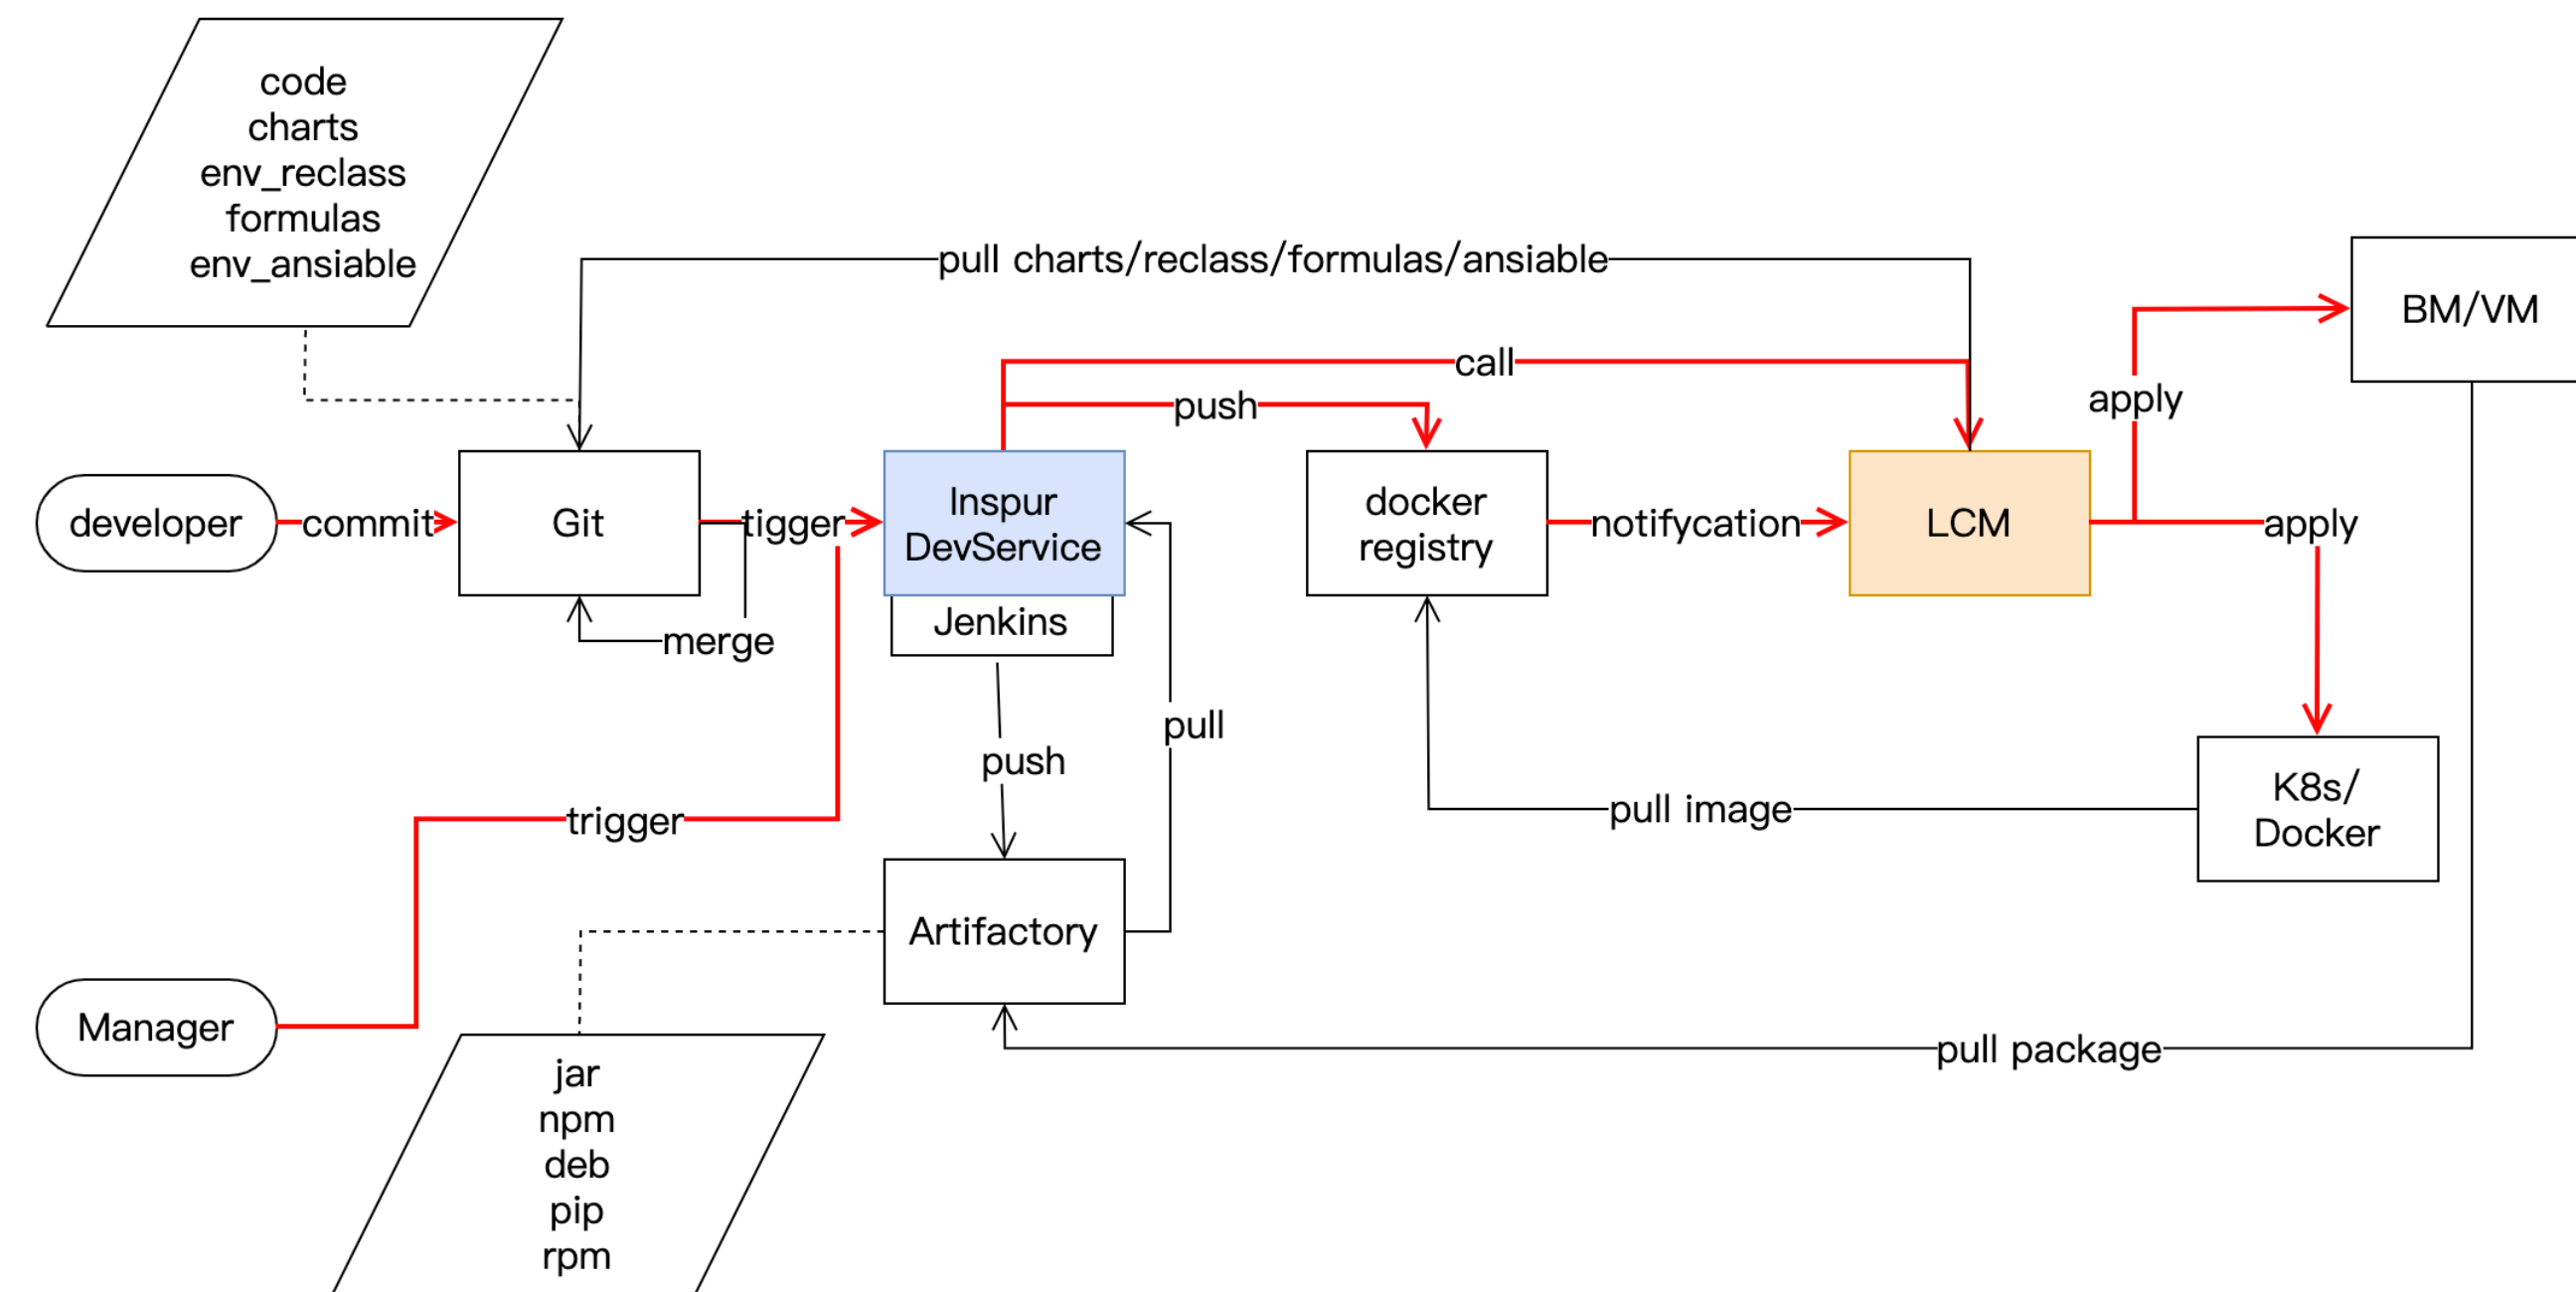 code
charts
env_reclass
formulas
env_ansiable
pull charts/reclass/formulas/ansiable
BM/VM
call
push
apply
developer
commit
Git
tigger
Inspur
DevService
docker
registry
notifycation
LCM
apply
Jenkins
merge
pull
push
trigger
pull image
K8s/
Docker
Artifactory
Manager
pull package
jar
npm
deb
pip
rpm